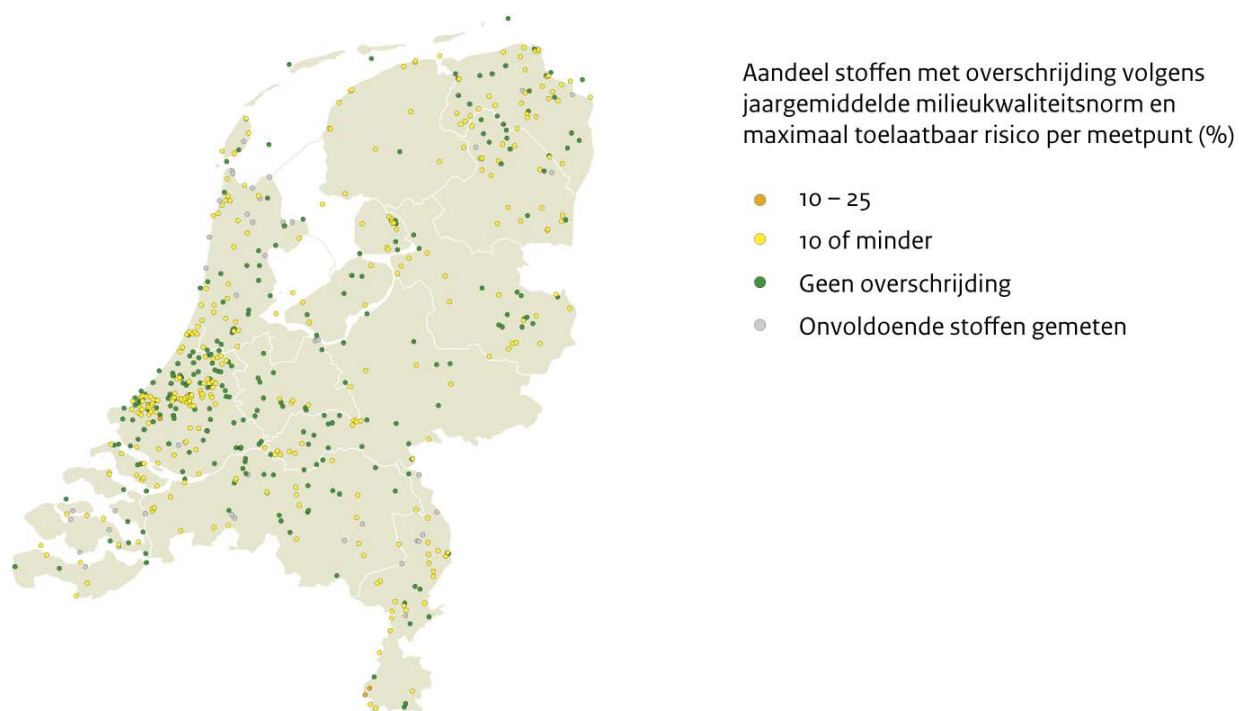 Aandeel stoffen met overschrijding volgens
jaargemiddelde milieukwaliteitsnorm en
maximaal toelaatbaar risico per meetpunt (%)
10 – 25
10 of minder
Geen overschrijding
Onvoldoende stoffen gemeten